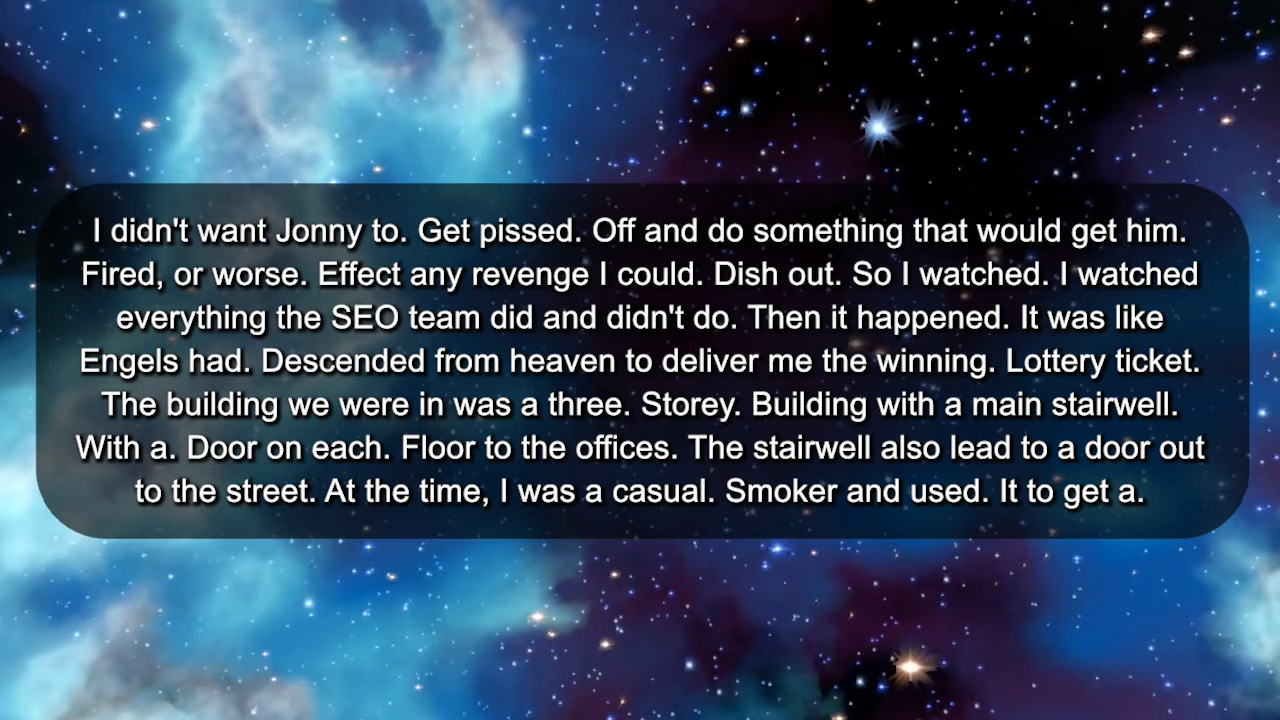 I didn't want Jonny to. Get pissed. Off and do something that would get him.
Fired, or worse. Effect any revenge I could. Dish out. So I watched. I watched
everything the SEO team did and didn't do. Then it happened. It was like
Engels had. Descended from heaven to deliver me the winning. Lottery ticket.
The building we were in was a three. Storey. Building with a main stairwell.
With a. Door on each. Floor to the offices. The stairwell also lead to a door out
to the street. At the time, I was a casual. Smoker and used. It to get a.